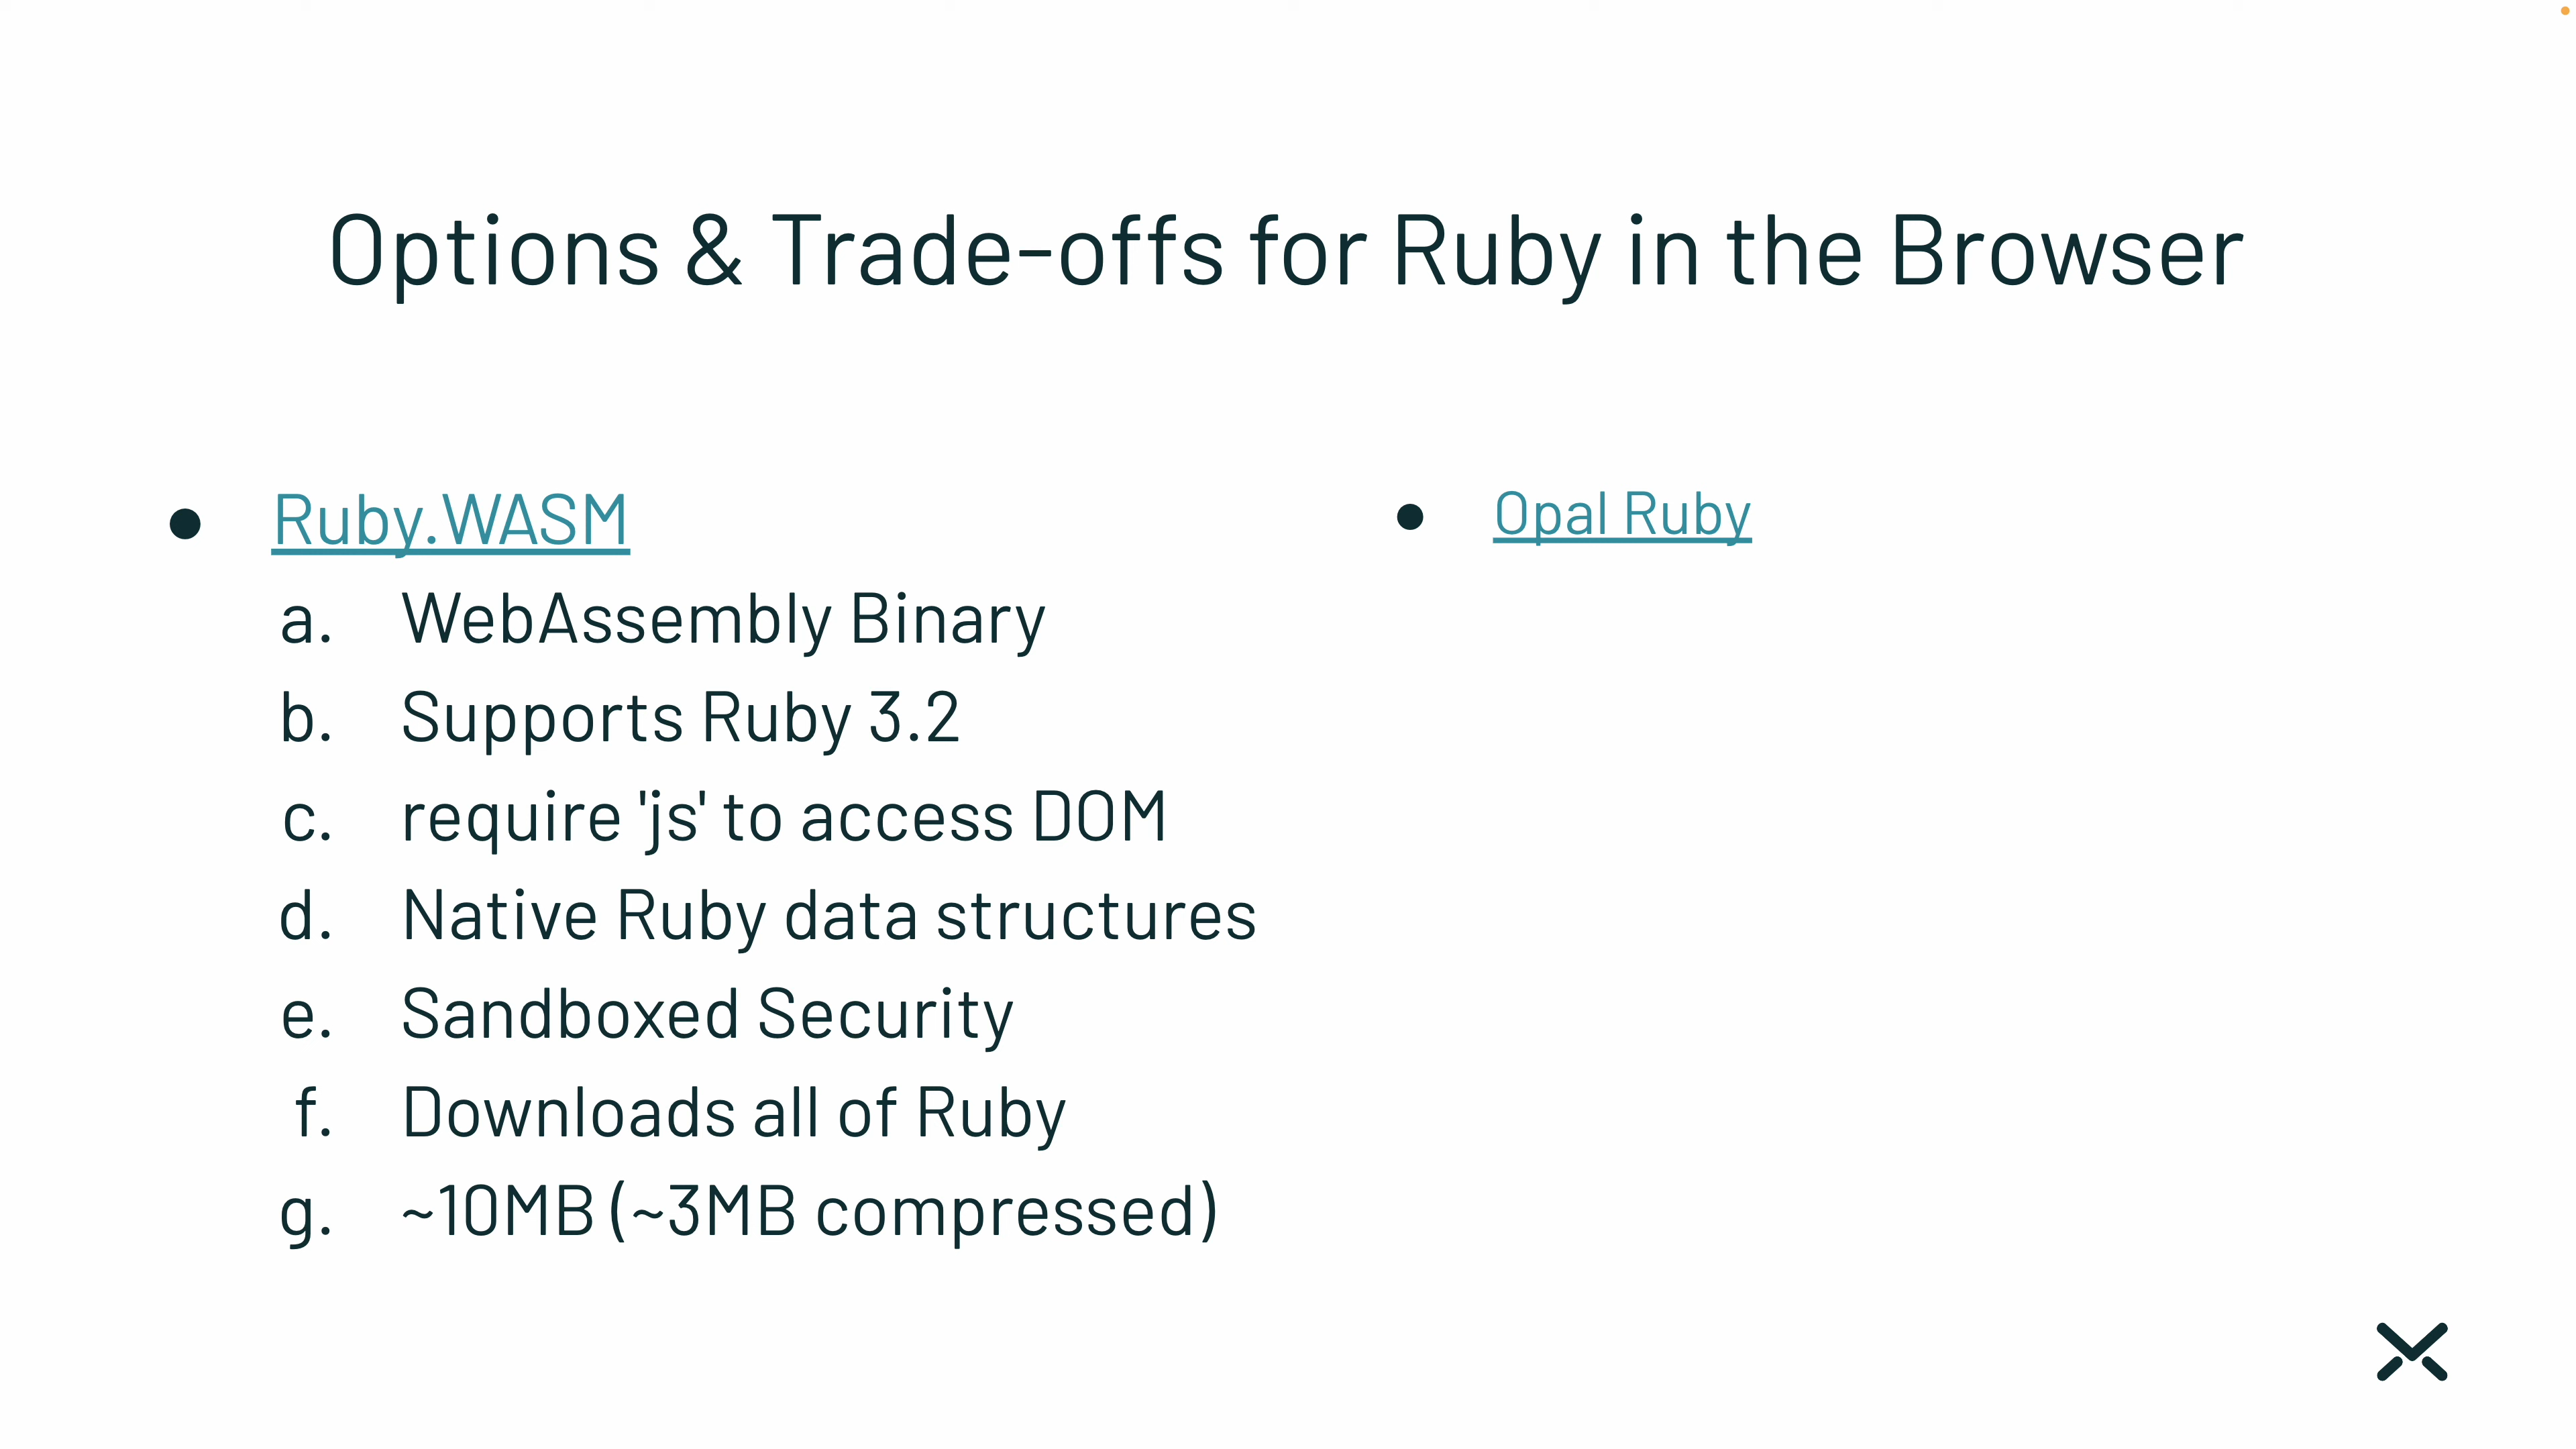 Options & Trade-offs for Ruby in the Browser
● Ruby.WASM
a. WebAssembly Binary
b. Supports Ruby 3.2
c. require 'js' to access DOM
d. Native Ruby data structures
e. Sandboxed Security
f. Downloads all of Ruby
g. ~10MB (~3MB compressed)
● Opal Ruby